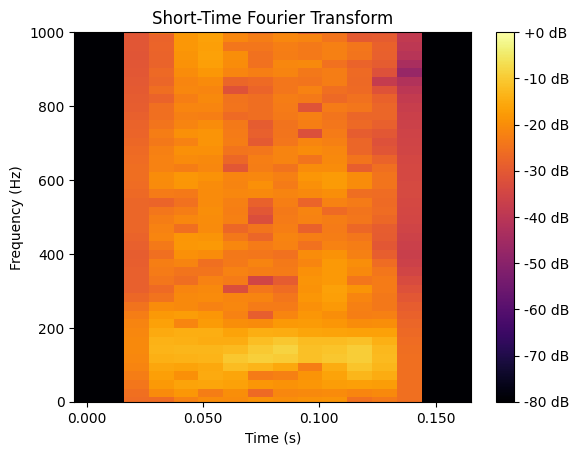 Short-Time Fourier Transform
Frequency (Hz)
1000
800
600
400
200
0
0.000
0.050
0.100
0.150
Time (s)
+0 dB
-10 dB
-20 dB
-30 dB
-40 dB
-50 dB
-60 dB
-70 dB
-80 dB